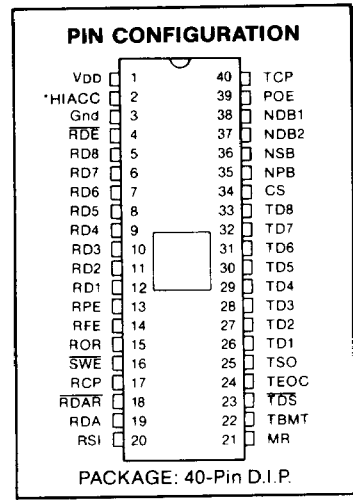 PIN CONFIGURATION
VDD 1 40 TCP
*HIACC 2 39 POE
Gnd 3 38 NDB1
R̅D̅E̅ 4 37 NDB2
RD8 5 36 NSB
RD7 6 35 NPB
RD6 7 34 CS
RD5 8 33 TD8
RD4 9 32 TD7
RD3 10 31 TD6
RD2 11 30 TD5
RD1 12 29 TD4
RPE 13 28 TD3
RFE 14 27 TD2
ROR 15 26 TD1
S̅W̅E̅ 16 25 TSO
RCP 17 24 TEOC
R̅D̅A̅R̅ 18 23 T̅D̅S̅
RDA 19 22 TBMT
RSI 20 21 MR
PACKAGE: 40-Pin D.I.P.